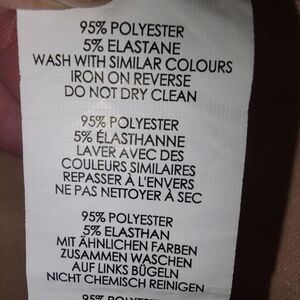 95% POLYESTER
5% ELASTANE
WASH WITH SIMILAR COLOURS
IRON ON REVERSE
DO NOT DRY CLEAN
95% POLYESTER
5% ÉLASTHANNE
LAVER AVEC DES
COULEURS SIMILAIRES
REPASSER À L'ENVERS
NE PAS NETTOYER À SEC
95% POLYESTER
5% ELASTHAN
MIT ÄHNLICHEN FARBEN
ZUSAMMEN WASCHEN
AUF LINKS BÜGELN
NICHT CHEMISCH REINIGEN
95% POLYESTER